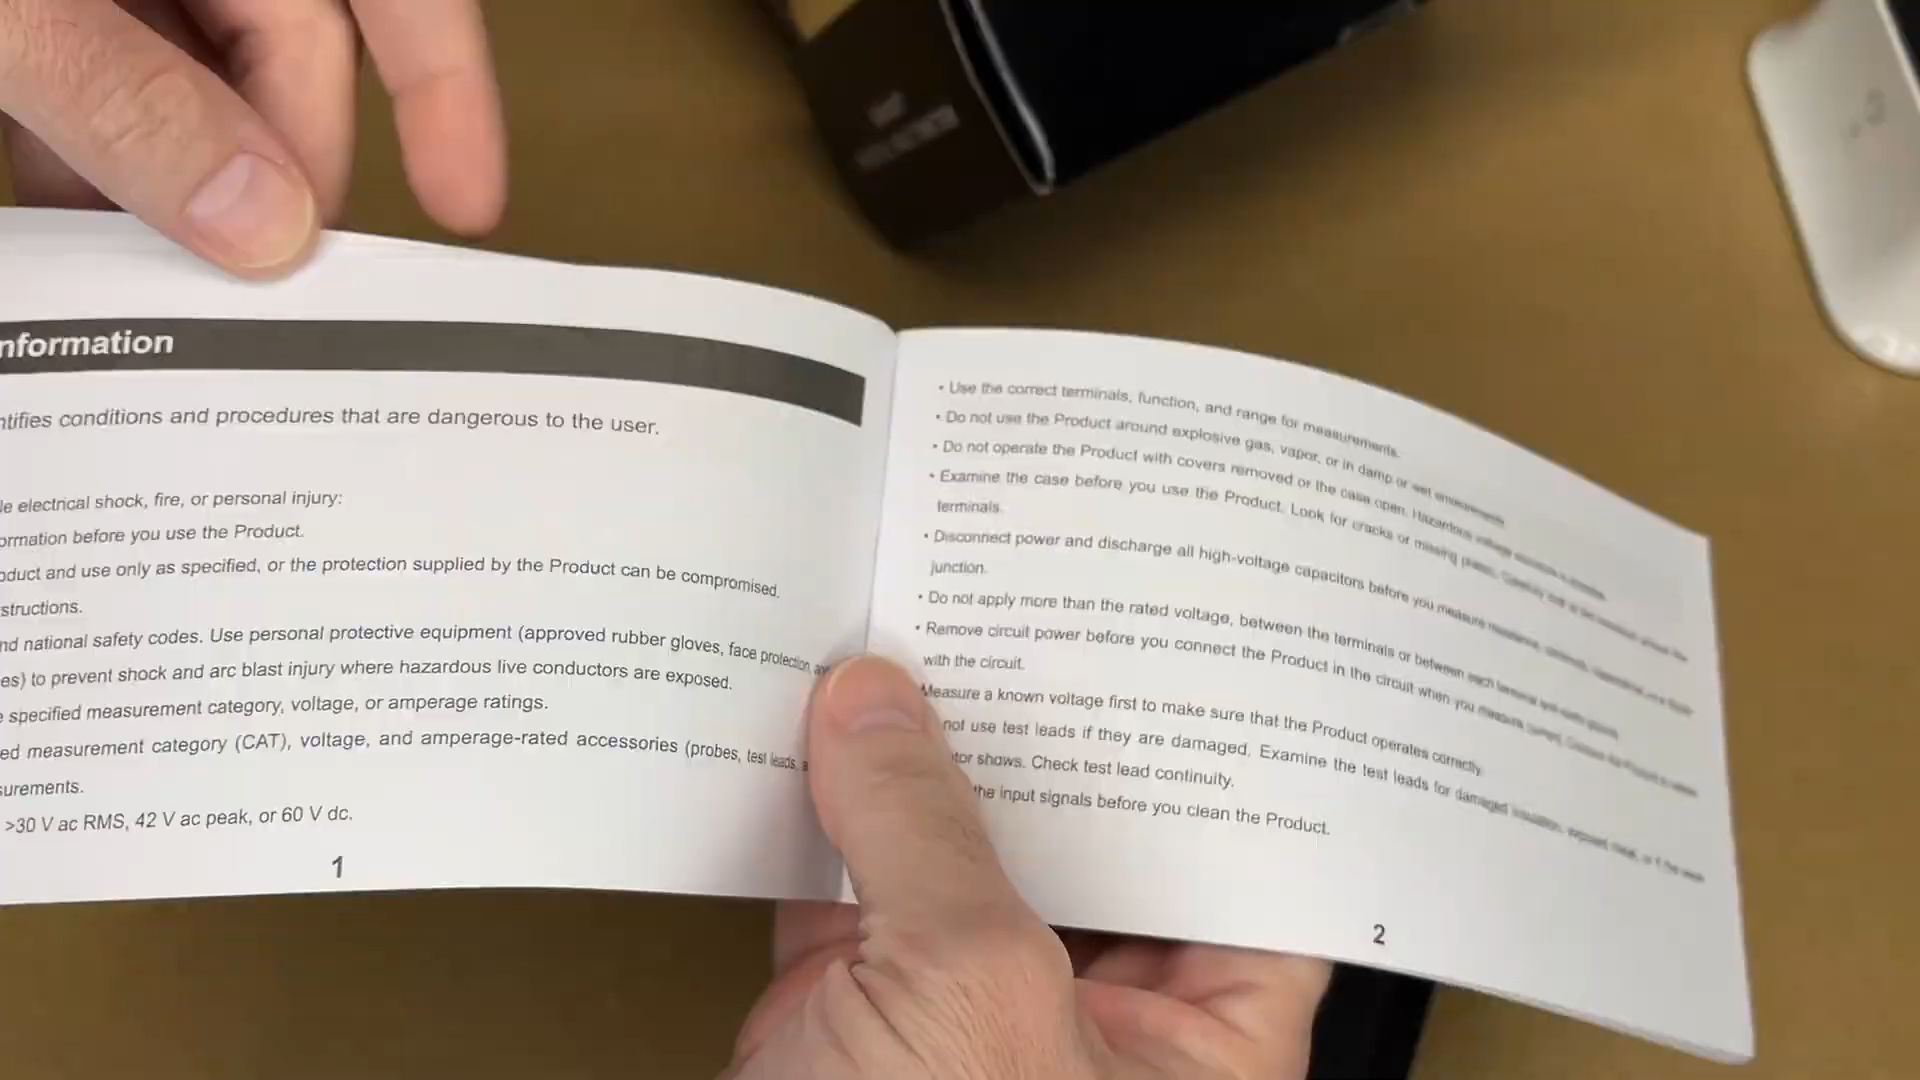 nformation
ntifies conditions and procedures that are dangerous to the user.
le electrical shock, fire, or personal injury:
ormation before you use the Product.
oduct and use only as specified, or the protection supplied by the Product can be compromised.
structions.
nd national safety codes. Use personal protective equipment (approved rubber gloves, face protection,
es) to prevent shock and arc blast injury where hazardous live conductors are exposed.
e specified measurement category, voltage, or amperage ratings.
ed measurement category (CAT), voltage, and amperage-rated accessories (probes, test leads, a
surements.
>30 V ac RMS, 42 V ac peak, or 60 V dc.
1
• Use the correct terminals, function, and range for measurements.
• Do not use the Product around explosive gas, vapor, or in damp or wet environments.
• Do not operate the Product with covers removed or the case open. Hazardous voltage
• Examine the case before you use the Product. Look for cracks or missing plastic.
terminals.
• Disconnect power and discharge all high-voltage capacitors before you measure resistance,
junction.
• Do not apply more than the rated voltage, between the terminals or between each terminal
• Remove circuit power before you connect the Product in the circuit when you measure current.
with the circuit.
Measure a known voltage first to make sure that the Product operates correctly.
not use test leads if they are damaged. Examine the test leads for damaged insulation, exposed metal, or if the wear
tor shows. Check test lead continuity.
the input signals before you clean the Product.
2